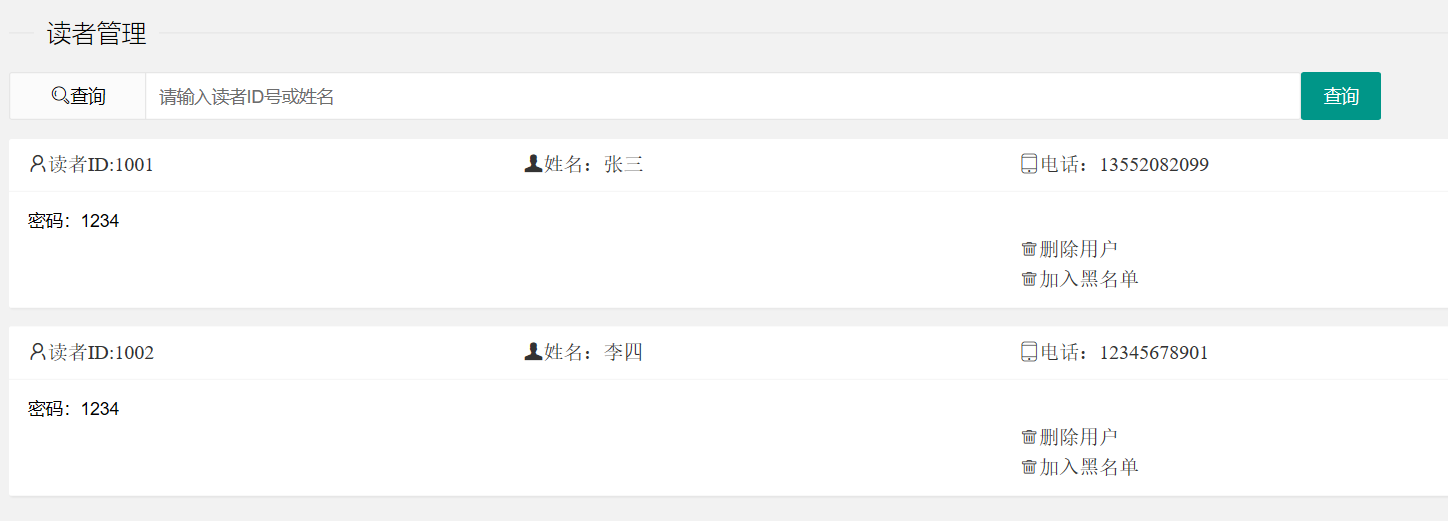 读者管理
查询 请输入读者ID号或姓名 查询
读者ID:1001 姓名：张三 电话：13552082099
密码：1234
删除用户
加入黑名单
读者ID:1002 姓名：李四 电话：12345678901
密码：1234
删除用户
加入黑名单